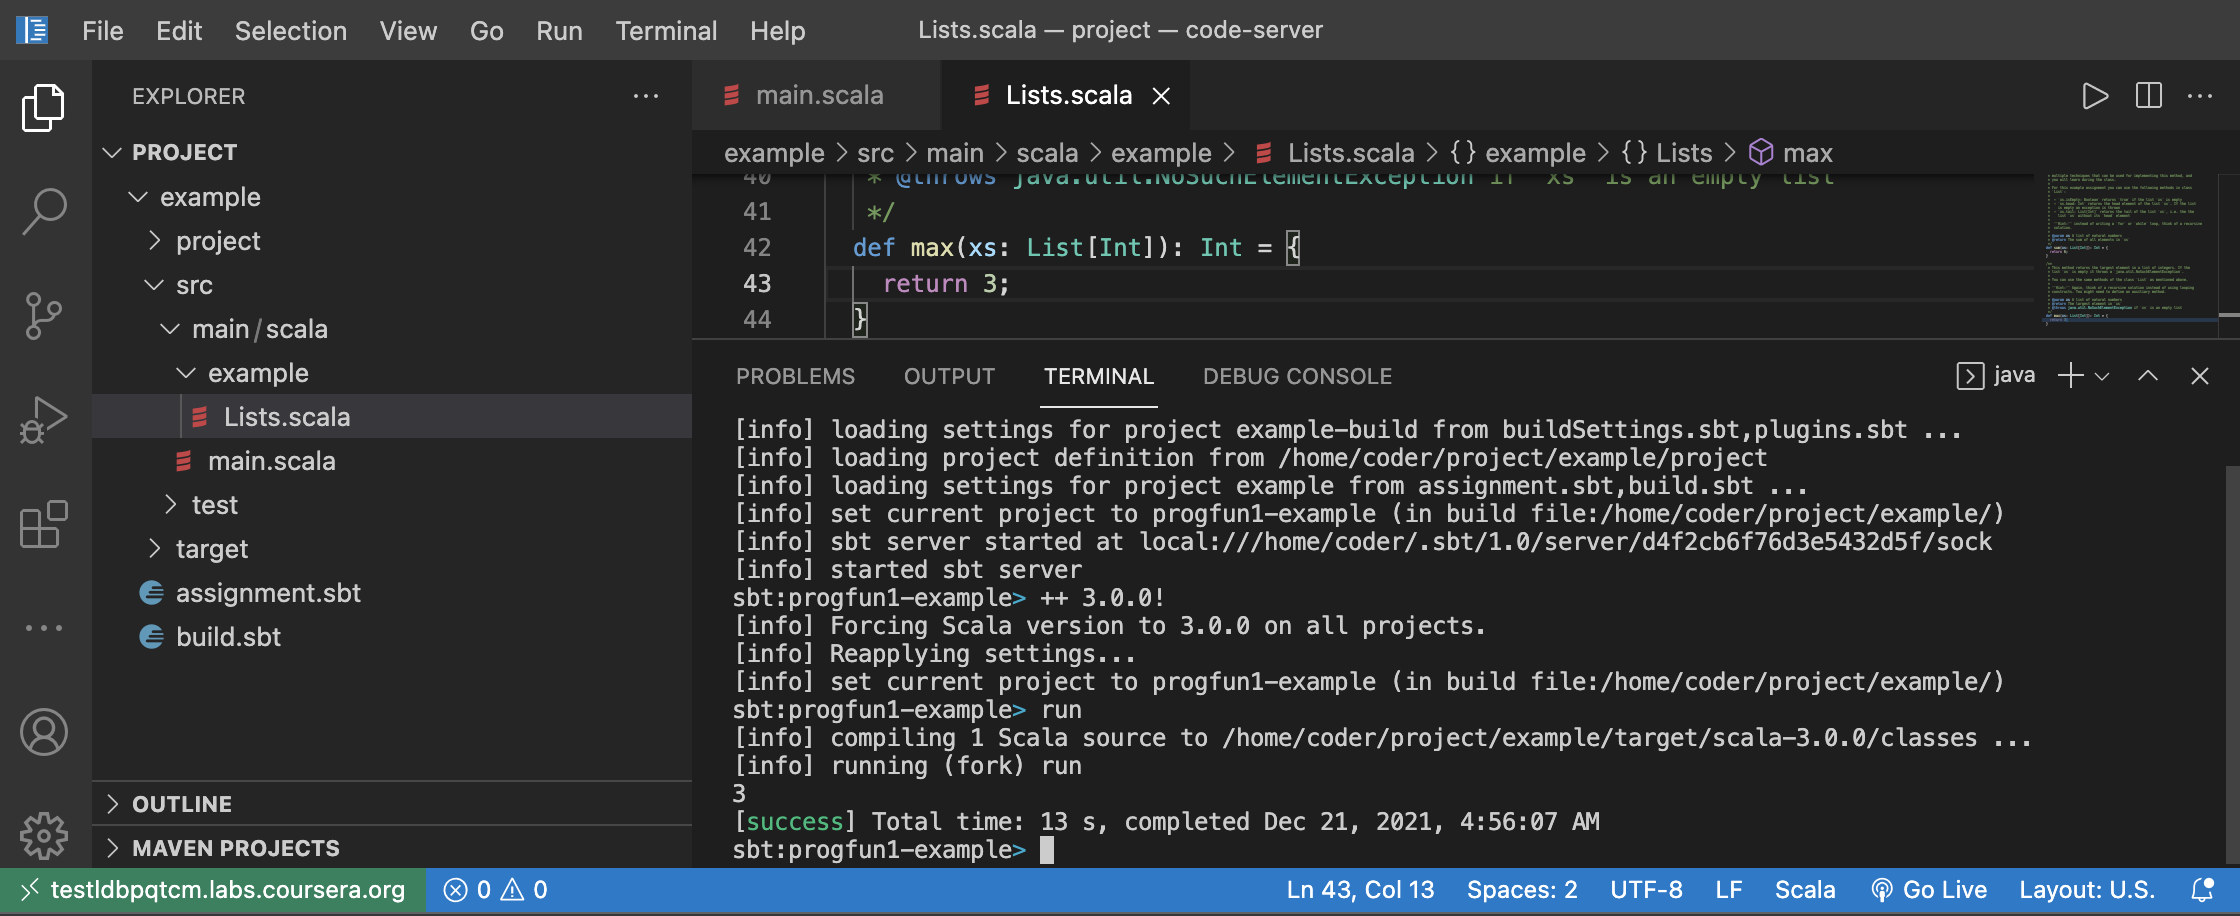 File Edit Selection View Go Run Terminal Help Lists.scala — project — code-server
EXPLORER ...
PROJECT
example
project
src
main/scala
example
Lists.scala
main.scala
test
target
assignment.sbt
build.sbt
OUTLINE
MAVEN PROJECTS
main.scala Lists.scala
example > src > main > scala > example > Lists.scala > {} example > {} Lists > max
40 * @throws java.util.NoSuchElementException if `xs` is an empty list
41 */
42 def max(xs: List[Int]): Int = {
43 return 3;
44 }
PROBLEMS OUTPUT TERMINAL DEBUG CONSOLE java
[info] loading settings for project example-build from buildSettings.sbt,plugins.sbt ...
[info] loading project definition from /home/coder/project/example/project
[info] loading settings for project example from assignment.sbt,build.sbt ...
[info] set current project to progfun1-example (in build file:/home/coder/project/example/)
[info] sbt server started at local:///home/coder/.sbt/1.0/server/d4f2cb6f76d3e5432d5f/sock
[info] started sbt server
sbt:progfun1-example> ++ 3.0.0!
[info] Forcing Scala version to 3.0.0 on all projects.
[info] Reapplying settings...
[info] set current project to progfun1-example (in build file:/home/coder/project/example/)
sbt:progfun1-example> run
[info] compiling 1 Scala source to /home/coder/project/example/target/scala-3.0.0/classes ...
[info] running (fork) run
3
[success] Total time: 13 s, completed Dec 21, 2021, 4:56:07 AM
sbt:progfun1-example>
testldbpqtcm.labs.coursera.org 0 0 Ln 43, Col 13 Spaces: 2 UTF-8 LF Scala Go Live Layout: U.S.